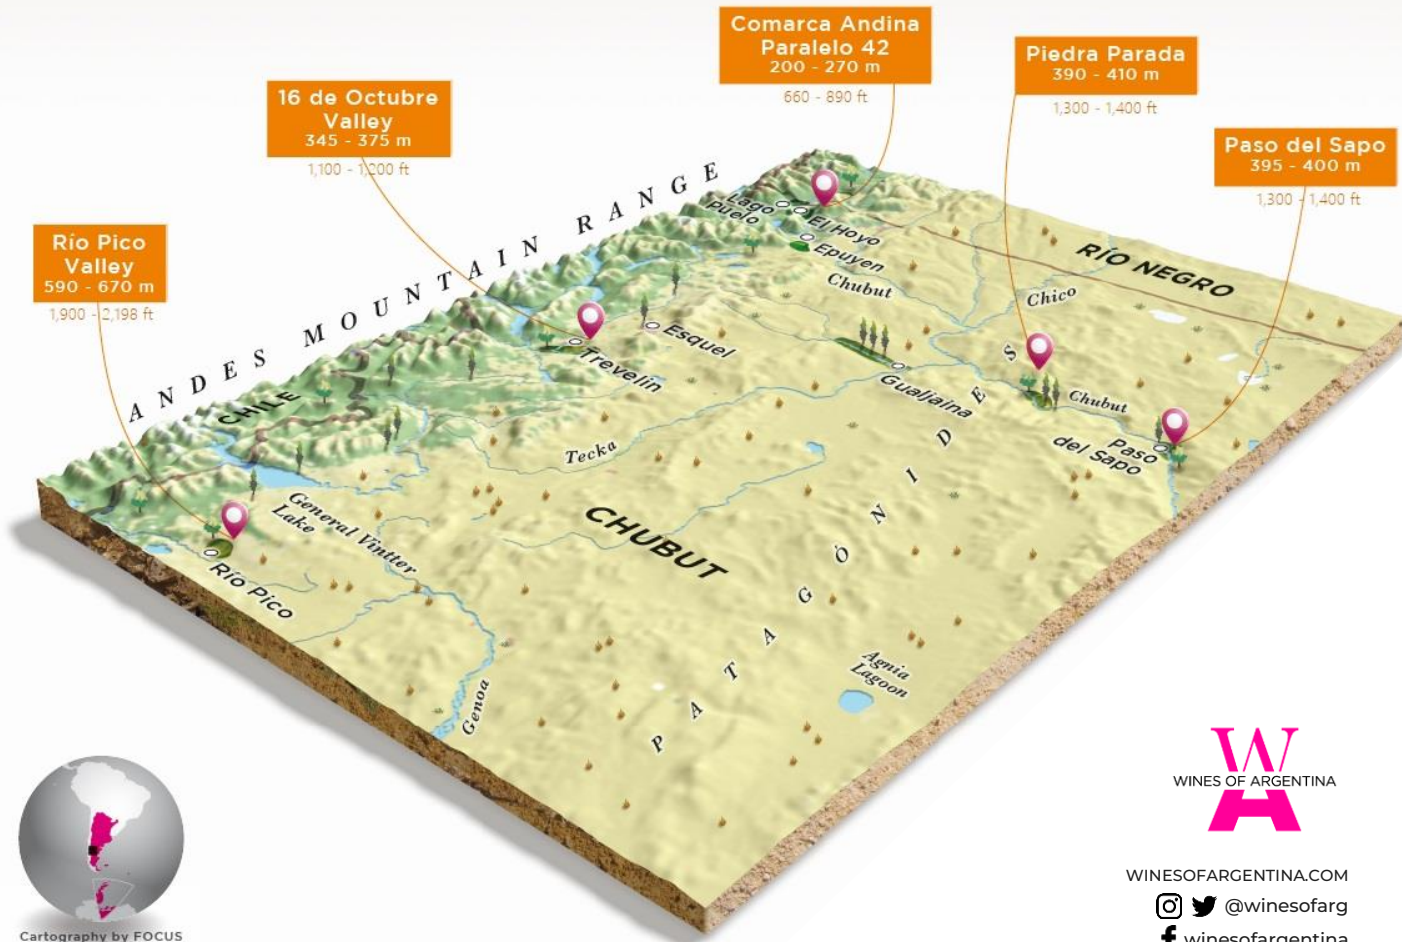 Comarca Andina
Paralelo 42
200 - 270 m
660 - 890 ft
Piedra Parada
390 - 410 m
1,300 - 1,400 ft
16 de Octubre
Valley
345 - 375 m
1,100 - 1,200 ft
Paso del Sapo
395 - 400 m
1,300 - 1,400 ft
Río Pico
Valley
590 - 670 m
1,900 - 2,198 ft
ANDES MOUNTAIN RANGE
CHILE
Lago
Puelo
El Hoyo
Epuyen
Chubut
Chico
RÍO NEGRO
Esquel
Trevelin
Gualjaina
Chubut
Paso
del Sapo
Tecka
General Vintter
Lake
CHUBUT
PATAGÓNIDES
Río Pico
Genoa
Agnia
Lagoon
W
WINES OF ARGENTINA
A
WINESOFARGENTINA.COM
@winesofarg
winesofargentina
Cartography by FOCUS